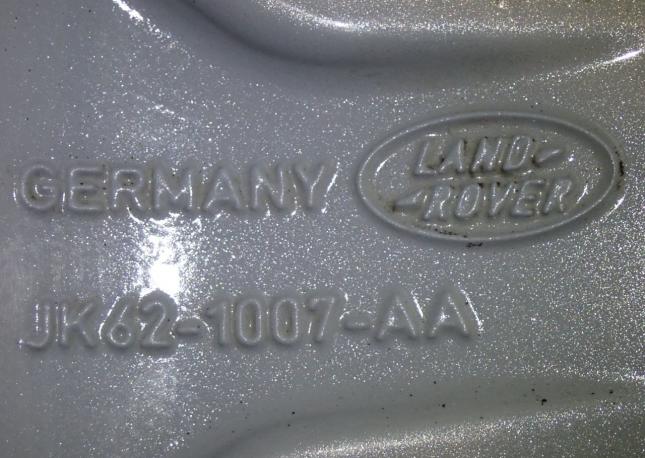 GERMANY
LAND-
-ROVER
JK62-1007-AA